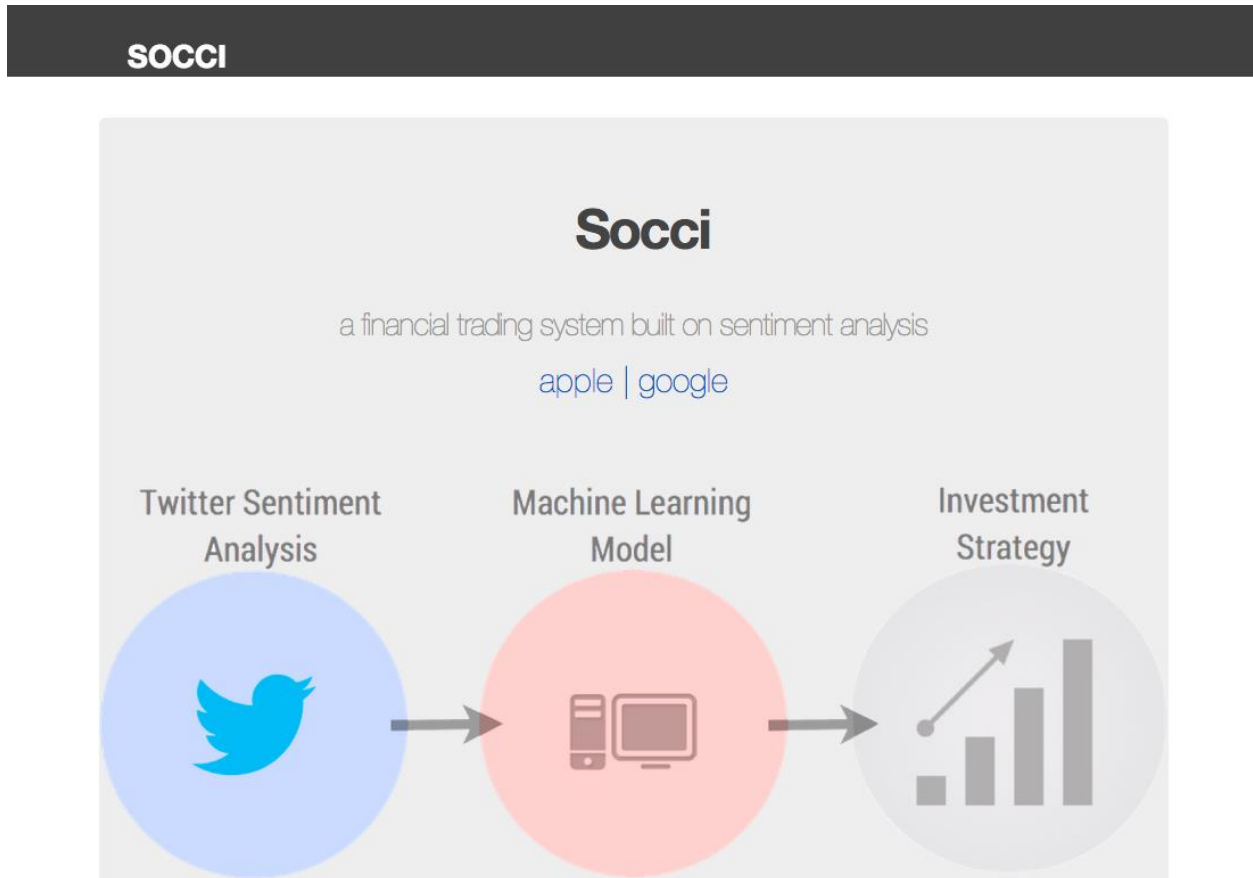 SOCCI
Socci
a financial trading system built on sentiment analysis
apple | google
Twitter Sentiment
Analysis
Machine Learning
Model
Investment
Strategy